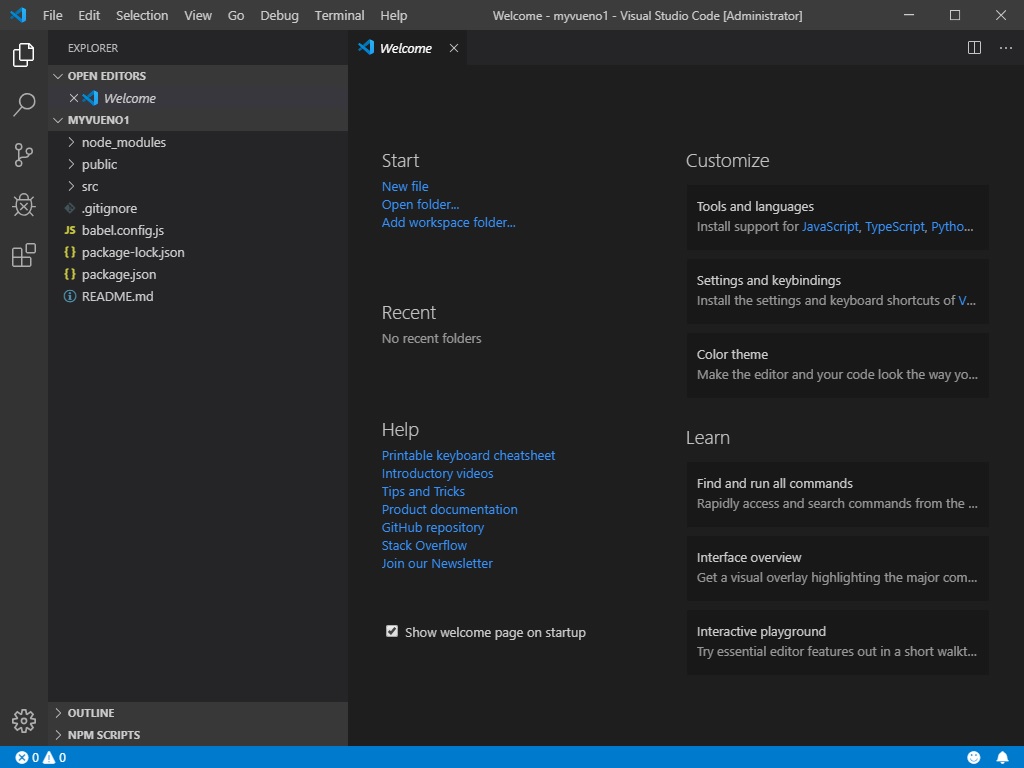 File Edit Selection View Go Debug Terminal Help
Welcome - myvueno1 - Visual Studio Code [Administrator]
EXPLORER
OPEN EDITORS
Welcome
MYVUENO1
node_modules
public
src
.gitignore
JS babel.config.js
{} package-lock.json
{} package.json
README.md
OUTLINE
NPM SCRIPTS
Welcome
Start
New file
Open folder...
Add workspace folder...
Recent
No recent folders
Help
Printable keyboard cheatsheet
Introductory videos
Tips and Tricks
Product documentation
GitHub repository
Stack Overflow
Join our Newsletter
Show welcome page on startup
Customize
Tools and languages
Install support for JavaScript, TypeScript, Pytho...
Settings and keybindings
Install the settings and keyboard shortcuts of V...
Color theme
Make the editor and your code look the way yo...
Learn
Find and run all commands
Rapidly access and search commands from the ...
Interface overview
Get a visual overlay highlighting the major com...
Interactive playground
Try essential editor features out in a short walkt...
0 0